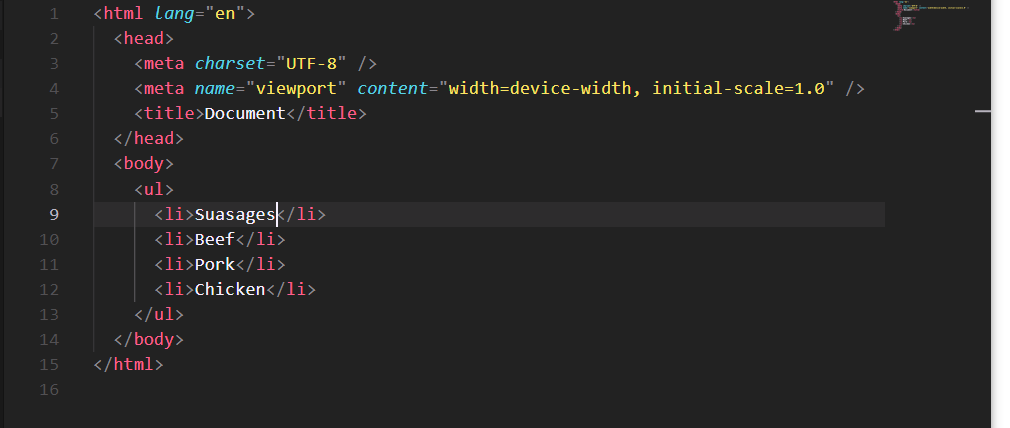 1 <html lang="en">
2 <head>
3 <meta charset="UTF-8" />
4 <meta name="viewport" content="width=device-width, initial-scale=1.0" />
5 <title>Document</title>
6 </head>
7 <body>
8 <ul>
9 <li>Suasages</li>
10 <li>Beef</li>
11 <li>Pork</li>
12 <li>Chicken</li>
13 </ul>
14 </body>
15 </html>
16